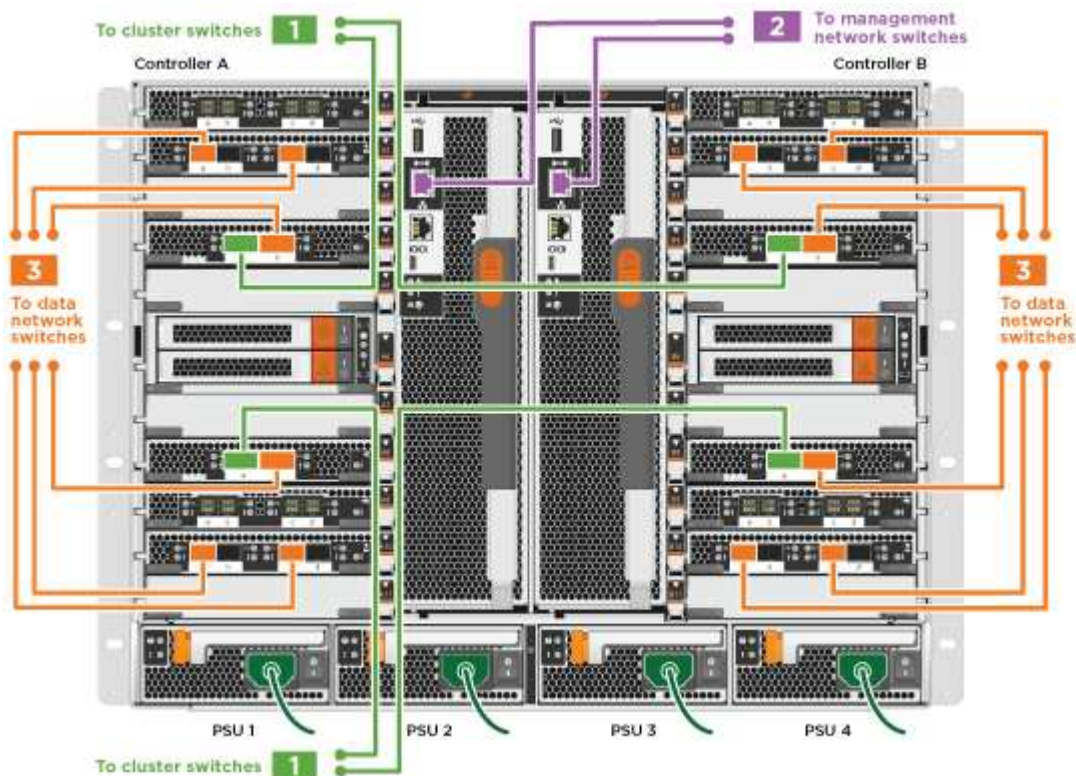 To cluster switches 1
2 To management
network switches
Controller A
Controller B
3
To data
network
switches
3
To data
network
switches
PSU 1
PSU 2
PSU 3
PSU 4
To cluster switches 1